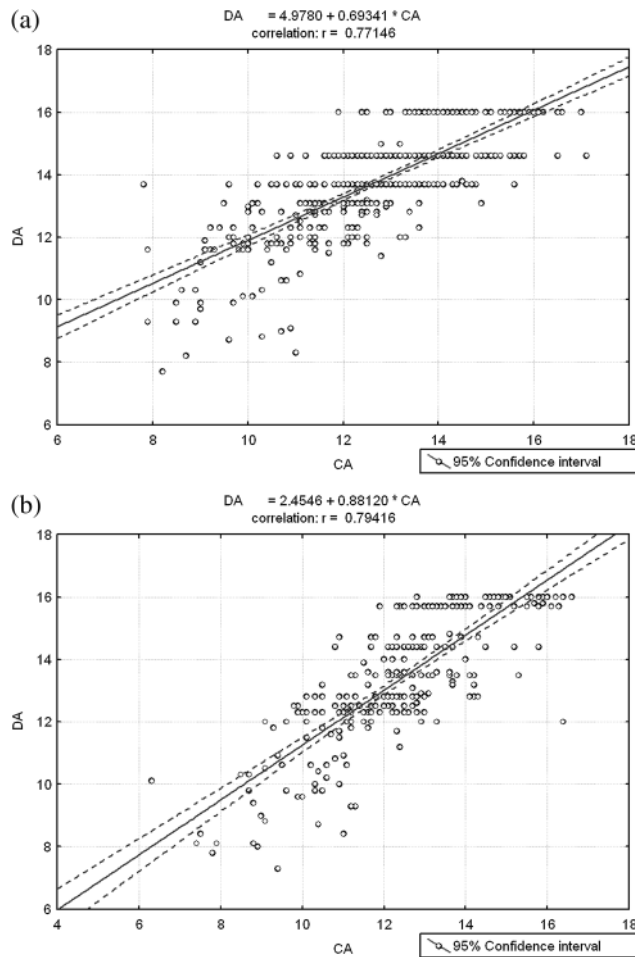 (a)
DA = 4.9780 + 0.69341 * CA
correlation: r = 0.77146
18
16
14
12
10
8
6
DA
6 8 10 12 14 16 18
CA
95% Confidence interval
(b)
DA = 2.4546 + 0.88120 * CA
correlation: r = 0.79416
18
16
14
12
10
8
6
DA
4 6 8 10 12 14 16 18
CA
95% Confidence interval